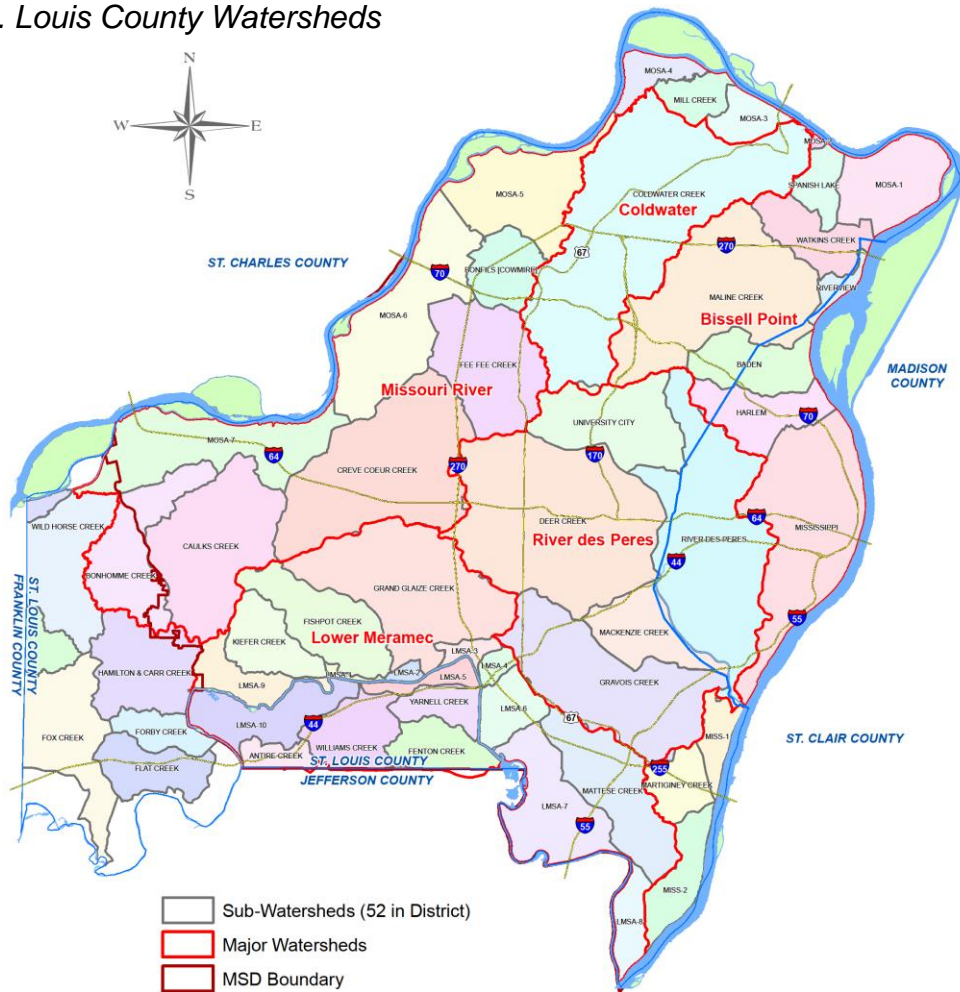 . Louis County Watersheds
N
W
E
S
MOSA-4
MILL CREEK
MOSA-3
MOSA-5
COLDWATER CREEK
Coldwater
SPANISH LAKE
MOSA-1
67
270
WATKINS CREEK
ST. CHARLES COUNTY
70
BONFILS [COWMIRE]
RIVERVIEW
MALINE CREEK
MOSA-6
Bissell Point
FEE FEE CREEK
BADEN
MADISON
COUNTY
Missouri River
HARLEM
70
UNIVERSITY CITY
MOSA-7
64
170
270
CREVE COEUR CREEK
DEER CREEK
64
MISSISSIPPI
WILD HORSE CREEK
River des Peres
RIVER DES PERES
CAULKS CREEK
44
BONHOMME CREEK
GRAND GLAIZE CREEK
ST. LOUIS COUNTY
FRANKLIN COUNTY
FISHPOT CREEK
55
KIEFER CREEK
Lower Meramec
MACKENZIE CREEK
LMSA-3
LMSA-4
HAMILTON & CARR CREEK
LMSA-2
LMSA-5
GRAVOIS CREEK
LMSA-9
YARNELL CREEK
LMSA-6
67
LMSA-10
44
MISS-1
FORBY CREEK
FOX CREEK
ANTIRE CREEK
WILLIAMS CREEK
FENTON CREEK
ST. LOUIS COUNTY
JEFFERSON COUNTY
ST. CLAIR COUNTY
FLAT CREEK
255
MARTIGNEY CREEK
MATTESE CREEK
LMSA-7
55
MISS-2
LMSA-8
Sub-Watersheds (52 in District)
Major Watersheds
MSD Boundary